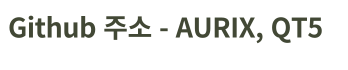 Github 주소 - AURIX, QT5